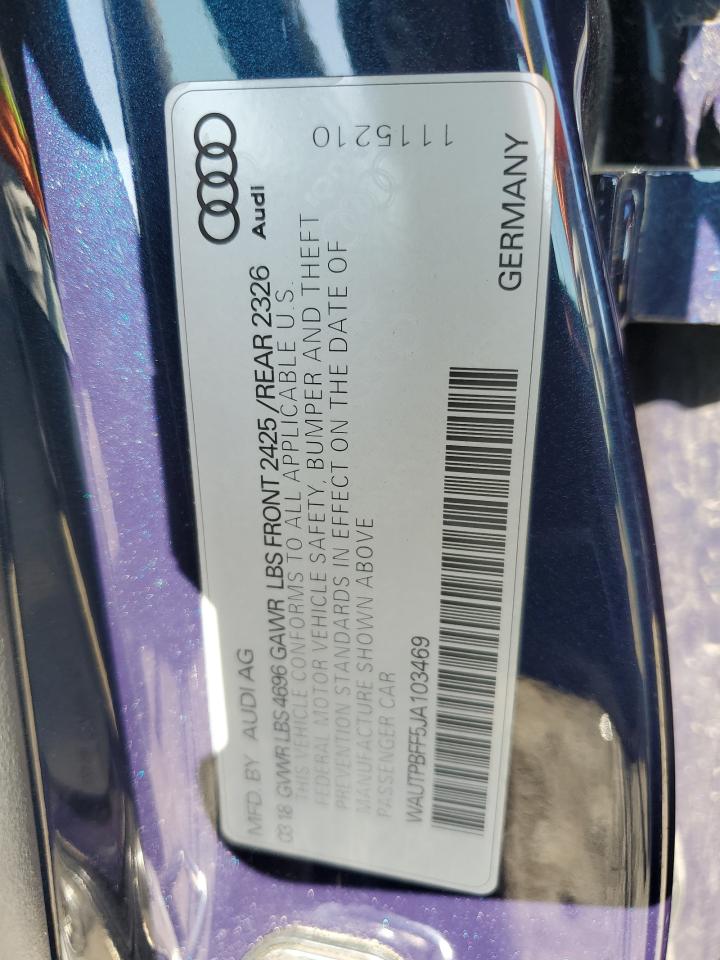 MFD. BY AUDI AG
03 18 GVWR LBS 4696 GAWR LBS FRONT 2425 / REAR 2326
THIS VEHICLE CONFORMS TO ALL APPLICABLE U.S.
FEDERAL MOTOR VEHICLE SAFETY, BUMPER AND THEFT
PREVENTION STANDARDS IN EFFECT ON THE DATE OF
MANUFACTURE SHOWN ABOVE
PASSENGER CAR
WAUTPBFF5JA103469
Audi
1115210
GERMANY